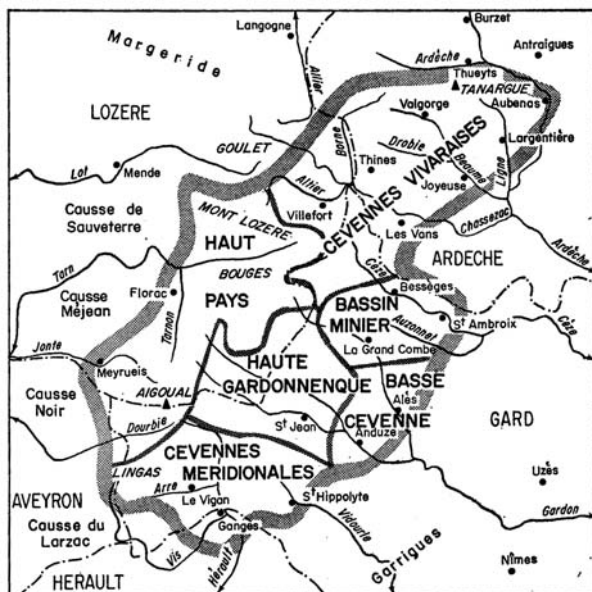 Burzet
Langogne
Antraigues
Margeride
Ardèche
Thueyts
TANARGUE
Allier
Aubenas
LOZERE
Valgorge
Largentière
GOULET
Borne
Drobie
Thines
Beaume
Ligne
Lot
Mende
Altier
Joyeuse
CEVENNES VIVARAISES
Villefort
Chassezac
Causse de
Sauveterre
MONT LOZERE
HAUT
Les Vans
ARDECHE
Ardèche
Tarn
BOUGES
Cèze
Bessèges
Florac
PAYS
BASSIN
MINIER
Causse
Méjean
Tarnon
Auzonnet
St Ambroix
Cèze
La Grand Combe
Jonte
Meyrueis
HAUTE
GARDONNENQUE
BASSE
CEVENNE
Causse
Noir
AIGOUAL
Alès
GARD
Dourbie
St Jean
Anduze
CEVENNES
MERIDIONALES
LINGAS
Uzès
Arre
Le Vigan
St Hippolyte
Gardon
AVEYRON
Causse du
Larzac
Ganges
Vidourle
Vis
Hérault
Garrigues
Nîmes
HERAULT